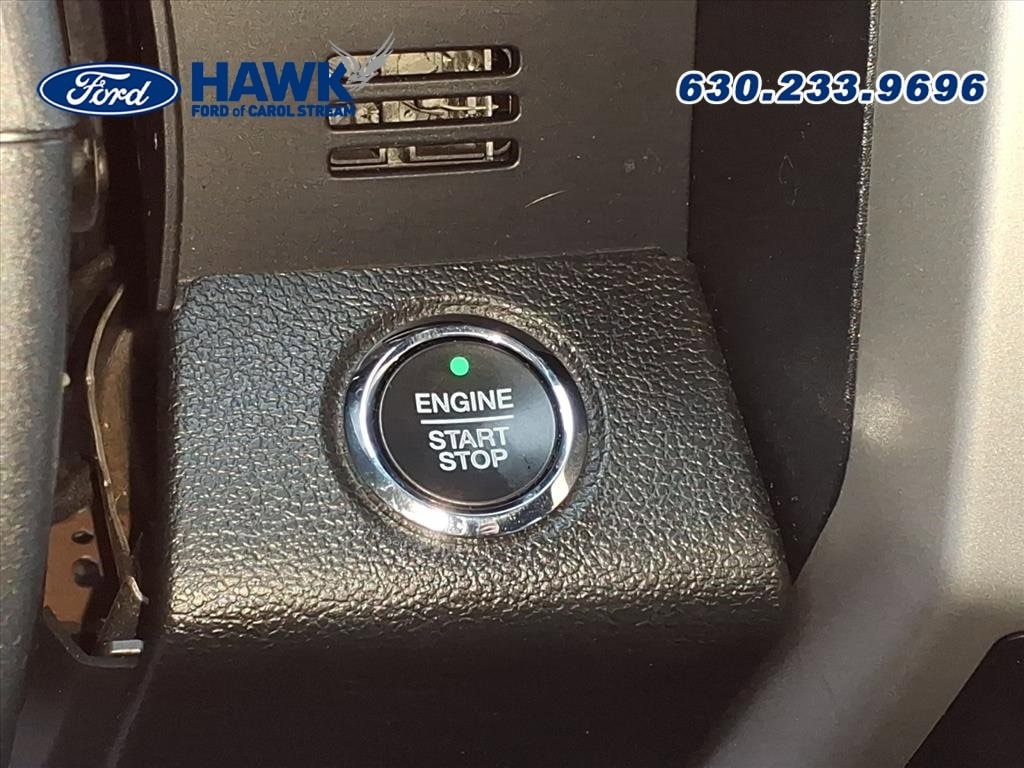 Ford
HAWK
FORD of CAROL STREAM
630.233.9696
ENGINE
START
STOP